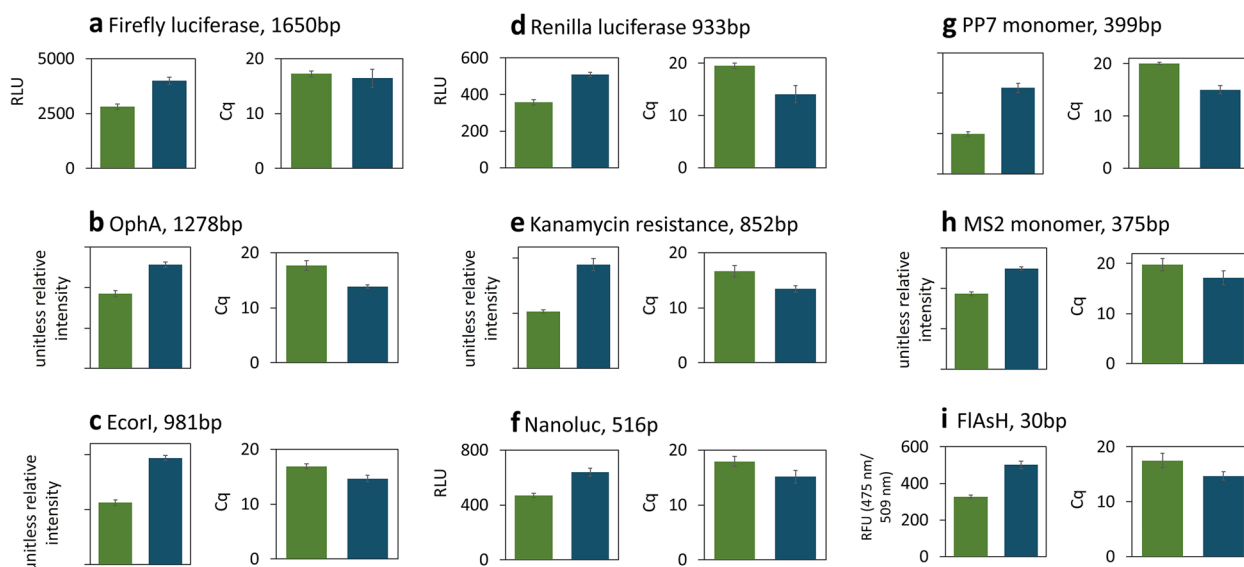 a Firefly luciferase, 1650bp
RLU
5000
2500
0
Cq
20
10
0
b OphA, 1278bp
unitless relative
intensity
Cq
20
10
0
c EcorI, 981bp
unitless relative
intensity
Cq
20
10
0
d Renilla luciferase 933bp
RLU
600
400
200
0
Cq
20
10
0
e Kanamycin resistance, 852bp
unitless relative
intensity
Cq
20
10
0
f Nanoluc, 516p
RLU
800
400
0
Cq
20
10
0
g PP7 monomer, 399bp
Cq
20
10
0
h MS2 monomer, 375bp
unitless relative
intensity
Cq
20
10
0
i FlAsH, 30bp
RFU (475 nm/
509 nm)
600
400
200
0
Cq
20
10
0